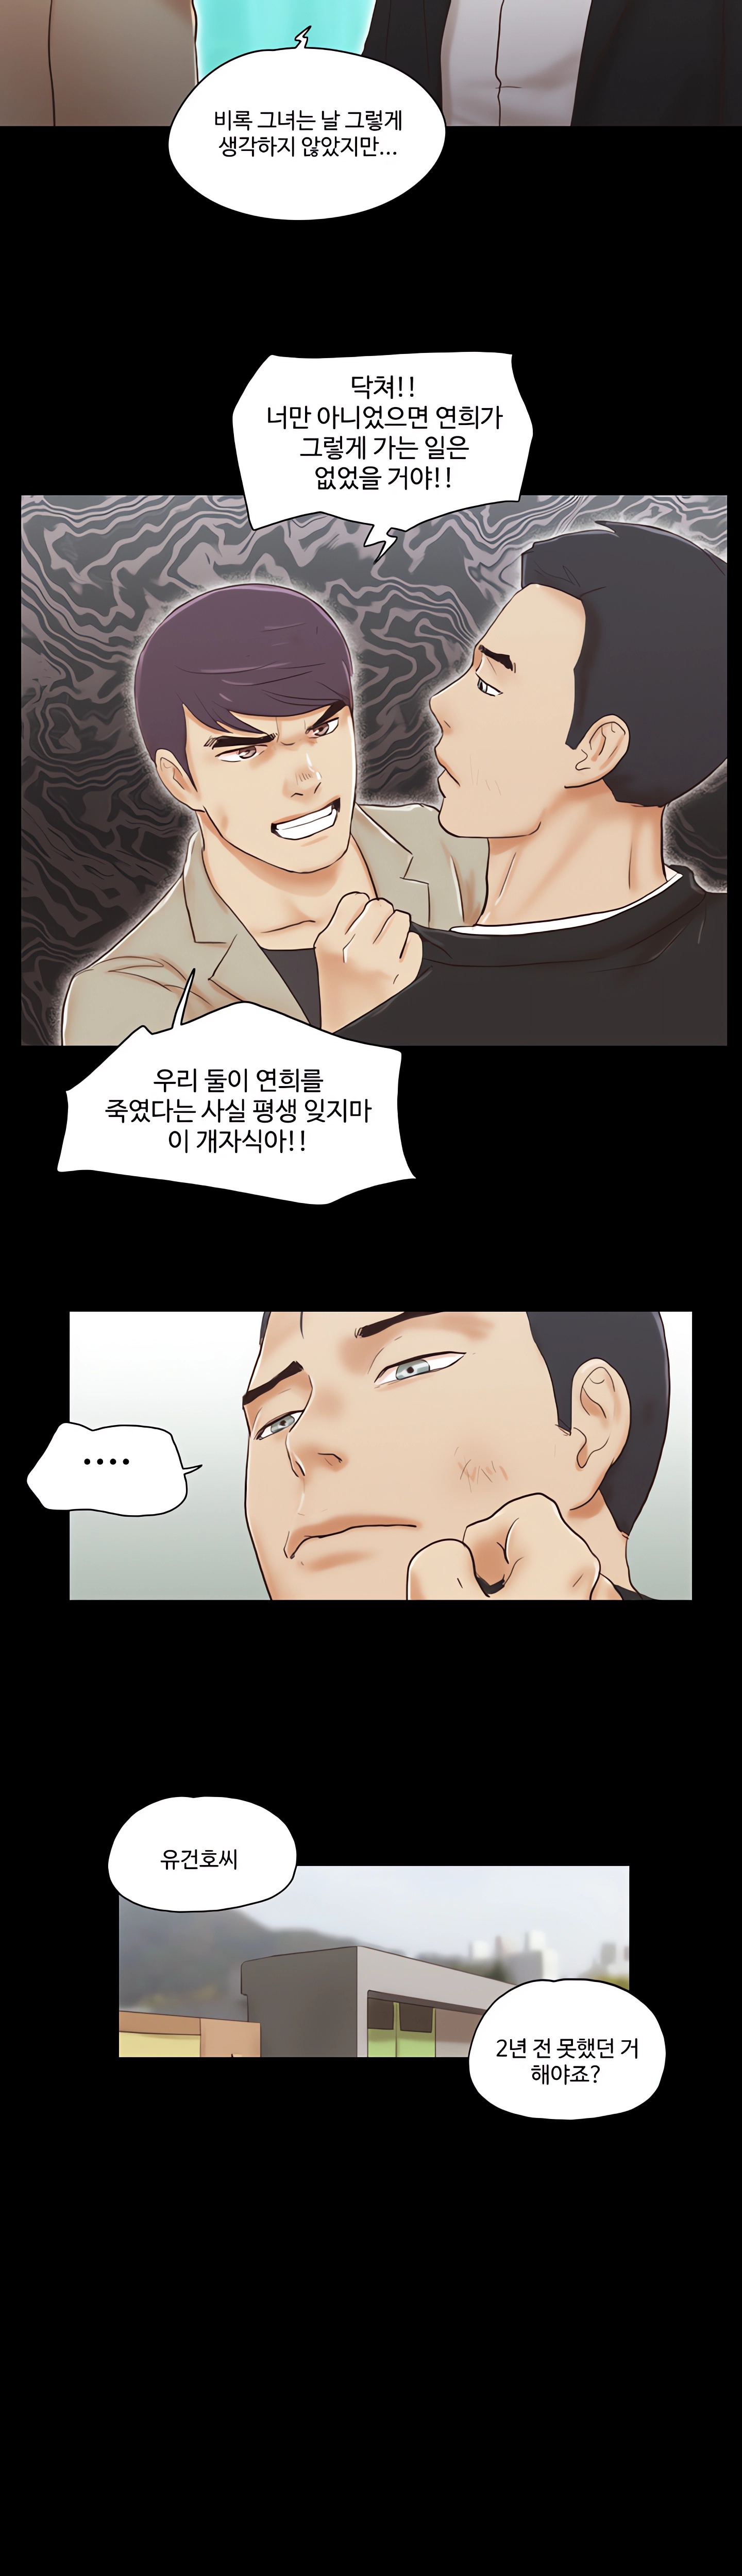 비록 그녀는 날 그렇게
생각하지 않았지만...
닥쳐!!
너만 아니었으면 연희가
그렇게 가는 일은
없었을 거야!!
우리 둘이 연희를
죽였다는 사실 평생 잊지마
이 개자식아!!
····
유건호씨
2년 전 못했던 거
해야죠?